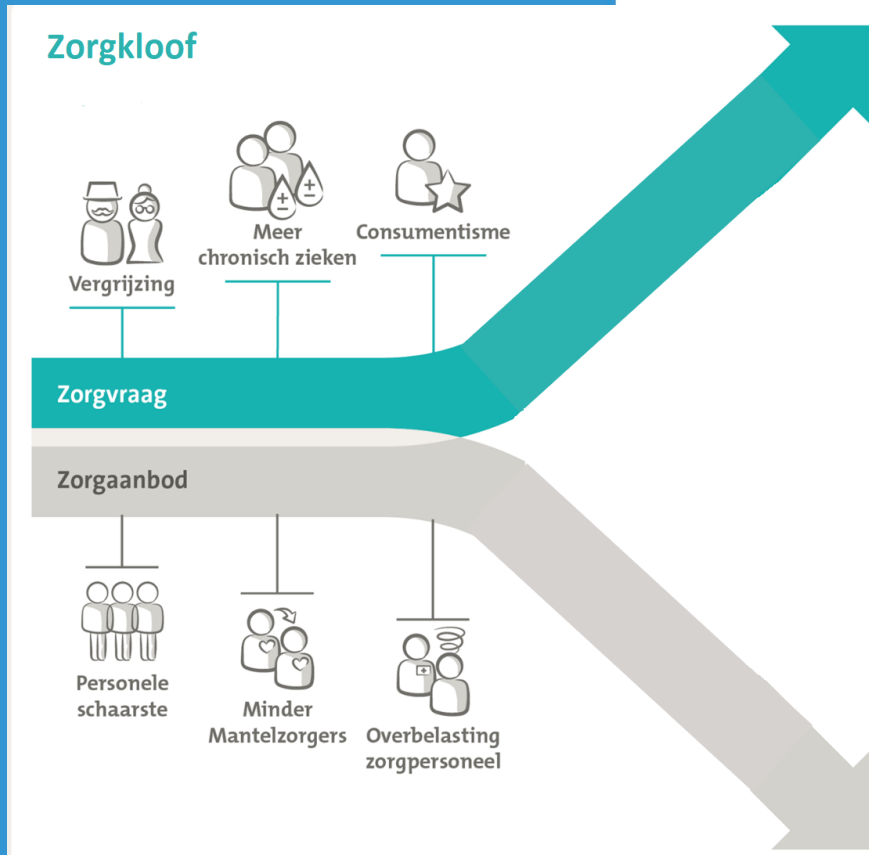 Zorgkloof
Vergrijzing
Meer
chronisch zieken
Consumentisme
Zorgvraag
Zorgaanbod
Personele
schaarste
Minder
Mantelzorgers
Overbelasting
zorgpersoneel